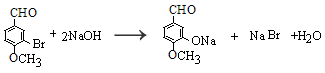 CHO
CHO
Br + 2NaOH ⟶ ONa + NaBr +H₂O
OCH₃
OCH₃